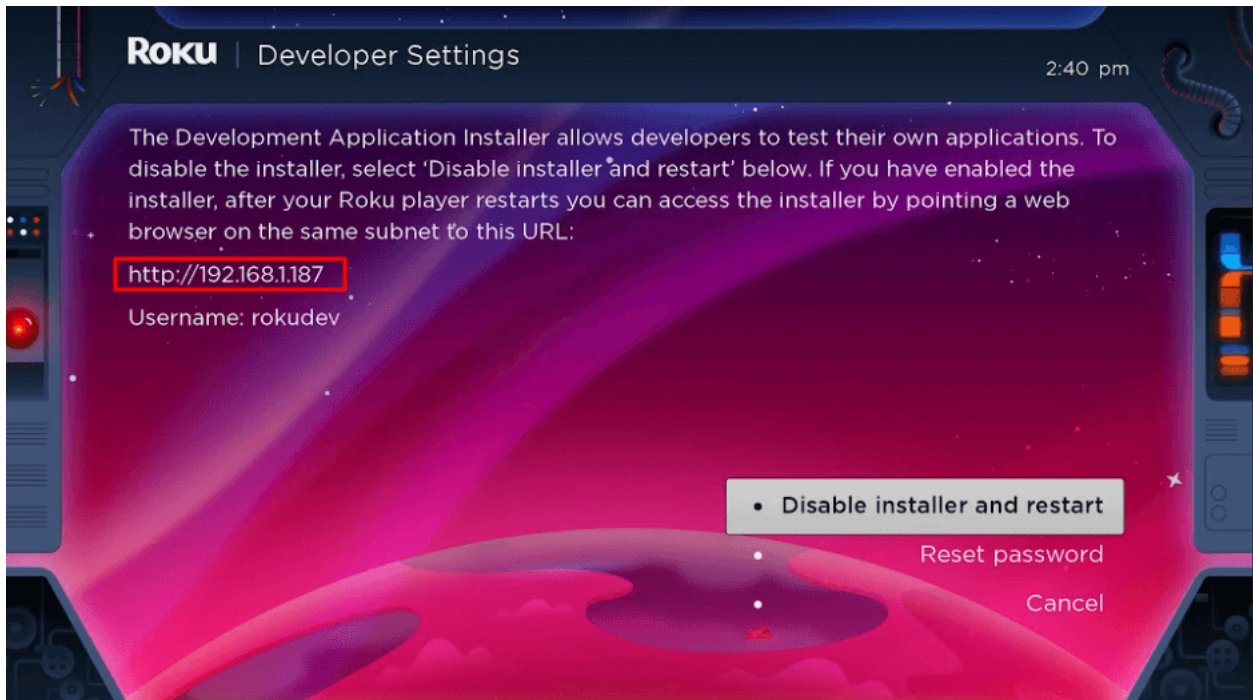 Roku | Developer Settings
2:40 pm
The Development Application Installer allows developers to test their own applications. To
disable the installer, select ‘Disable installer and restart’ below. If you have enabled the
installer, after your Roku player restarts you can access the installer by pointing a web
browser on the same subnet to this URL:
http://192.168.1.187
Username: rokudev
Disable installer and restart
Reset password
Cancel